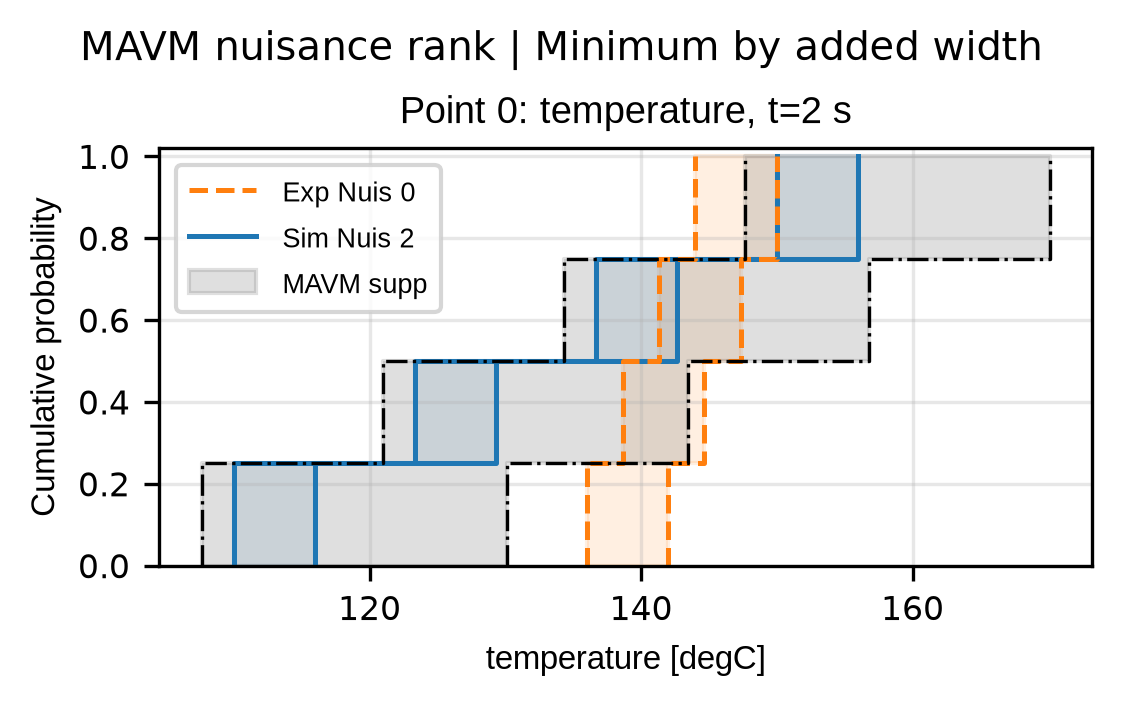 MAVM nuisance rank | Minimum by added width
Point 0: temperature, t=2 s
Cumulative probability
1.0
0.8
0.6
0.4
0.2
0.0
Exp Nuis 0
Sim Nuis 2
MAVM supp
120
140
160
temperature [degC]